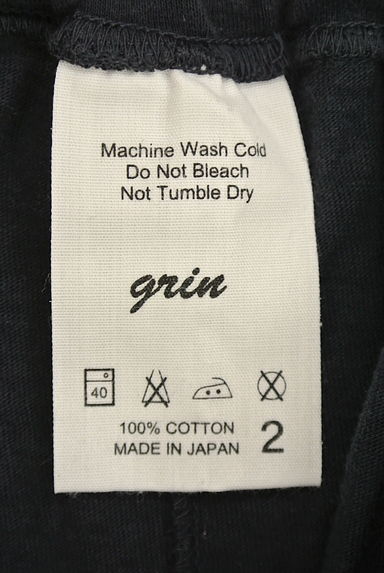 Machine Wash Cold
Do Not Bleach
Not Tumble Dry
grin
40
100% COTTON
MADE IN JAPAN 2